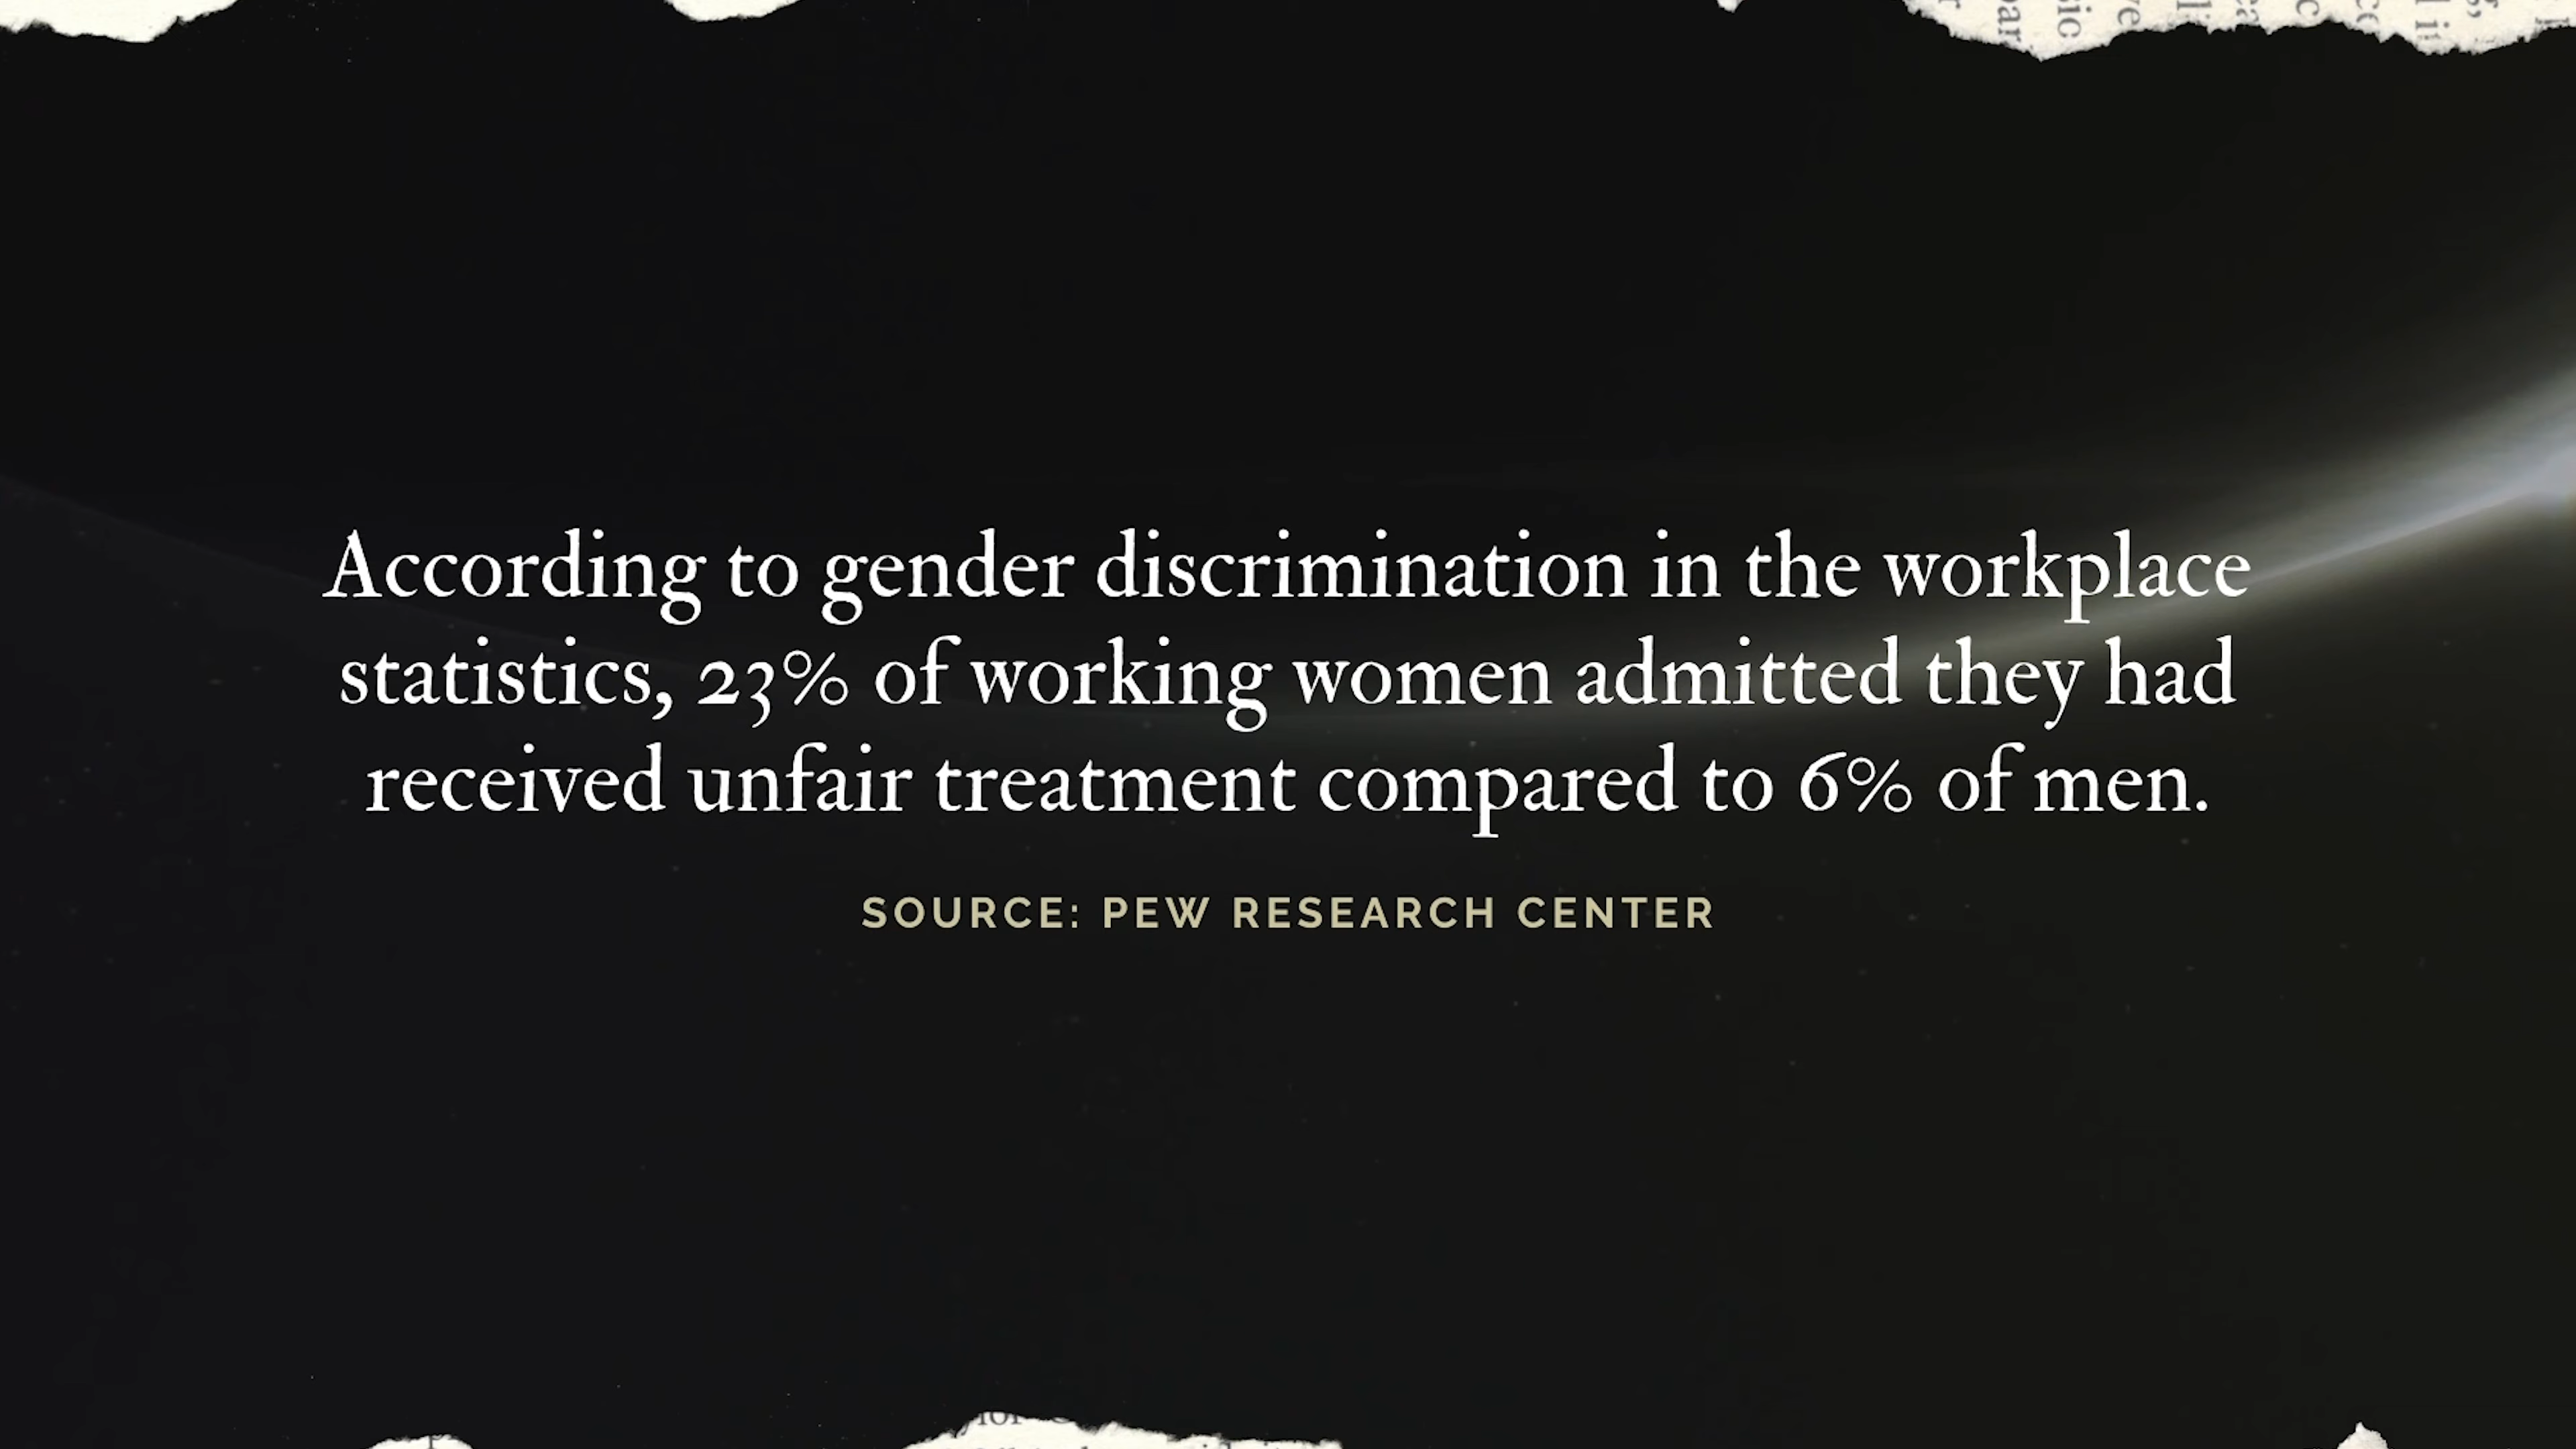 According to gender discrimination in the workplace
statistics, 23% of working women admitted they had
received unfair treatment compared to 6% of men.
SOURCE: PEW RESEARCH CENTER